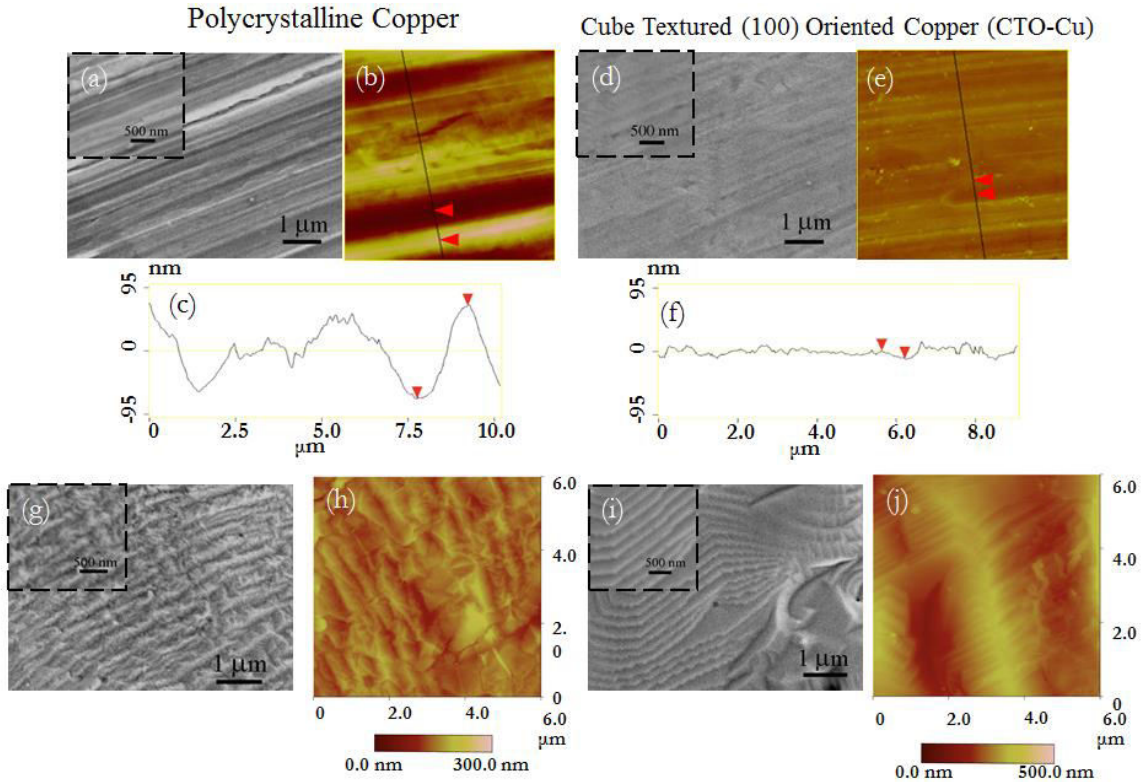 Polycrystalline Copper
Cube Textured (100) Oriented Copper (CTO-Cu)
(a)
500 nm
1 μm
(b)
(d)
500 nm
1 μm
(e)
nm
95
0
-95
(c)
0 2.5 5.0 7.5 10.0
μm
nm
95
0
-95
(f)
0 2.0 4.0 6.0 8.0
μm
(g)
500 nm
1 μm
(h)
6.0
4.0
2.
0
0
0 2.0 4.0 6.0
μm
0.0 nm 300.0 nm
(i)
500 nm
1 μm
(j)
6.0
4.0
2.0
0
0 2.0 4.0 6.0
μm
0.0 nm 500.0 nm